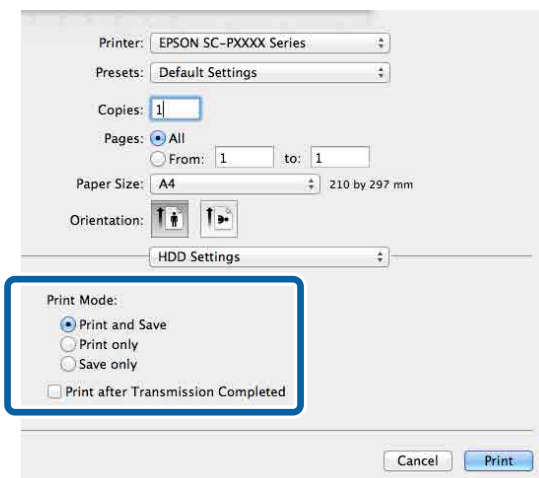 Printer: EPSON SC-PXXXX Series
Presets: Default Settings
Copies: 1
Pages: All
From: 1 to: 1
Paper Size: A4 210 by 297 mm
Orientation:
HDD Settings
Print Mode:
Print and Save
Print only
Save only
Print after Transmission Completed
Cancel Print